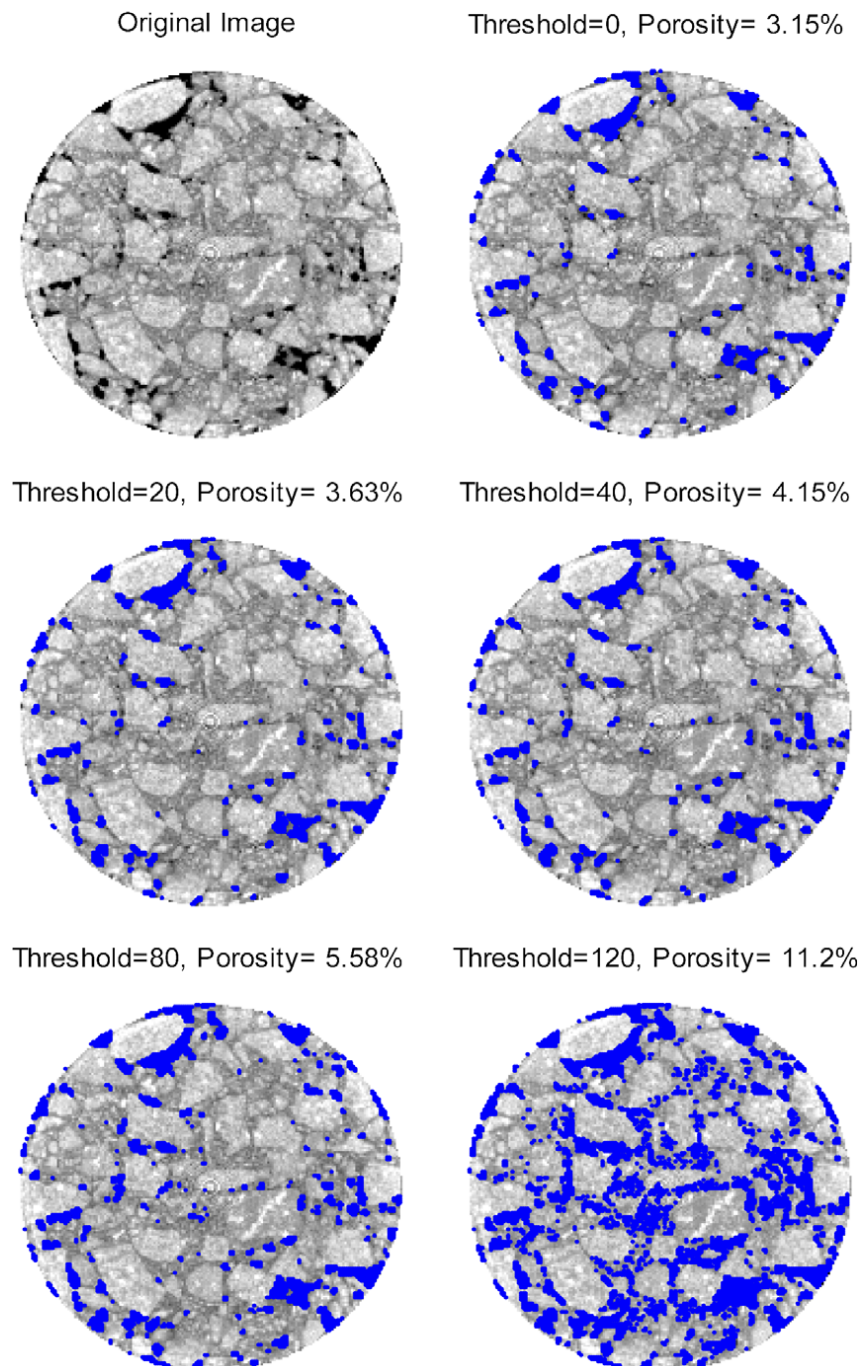 Original Image
Threshold=0, Porosity= 3.15%
Threshold=20, Porosity= 3.63%
Threshold=40, Porosity= 4.15%
Threshold=80, Porosity= 5.58%
Threshold=120, Porosity= 11.2%